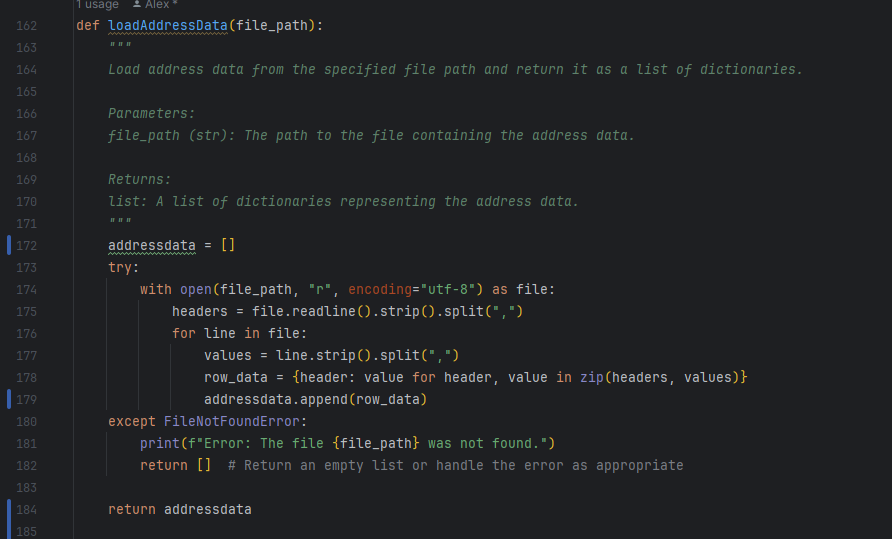 1 usage Alex *
162 def loadAddressData(file_path):
163 """
164 Load address data from the specified file path and return it as a list of dictionaries.
165
166 Parameters:
167 file_path (str): The path to the file containing the address data.
168
169 Returns:
170 list: A list of dictionaries representing the address data.
171 """
172 addressdata = []
173 try:
174 with open(file_path, "r", encoding="utf-8") as file:
175 headers = file.readline().strip().split(",")
176 for line in file:
177 values = line.strip().split(",")
178 row_data = {header: value for header, value in zip(headers, values)}
179 addressdata.append(row_data)
180 except FileNotFoundError:
181 print(f"Error: The file {file_path} was not found.")
182 return [] # Return an empty list or handle the error as appropriate
183
184 return addressdata
185